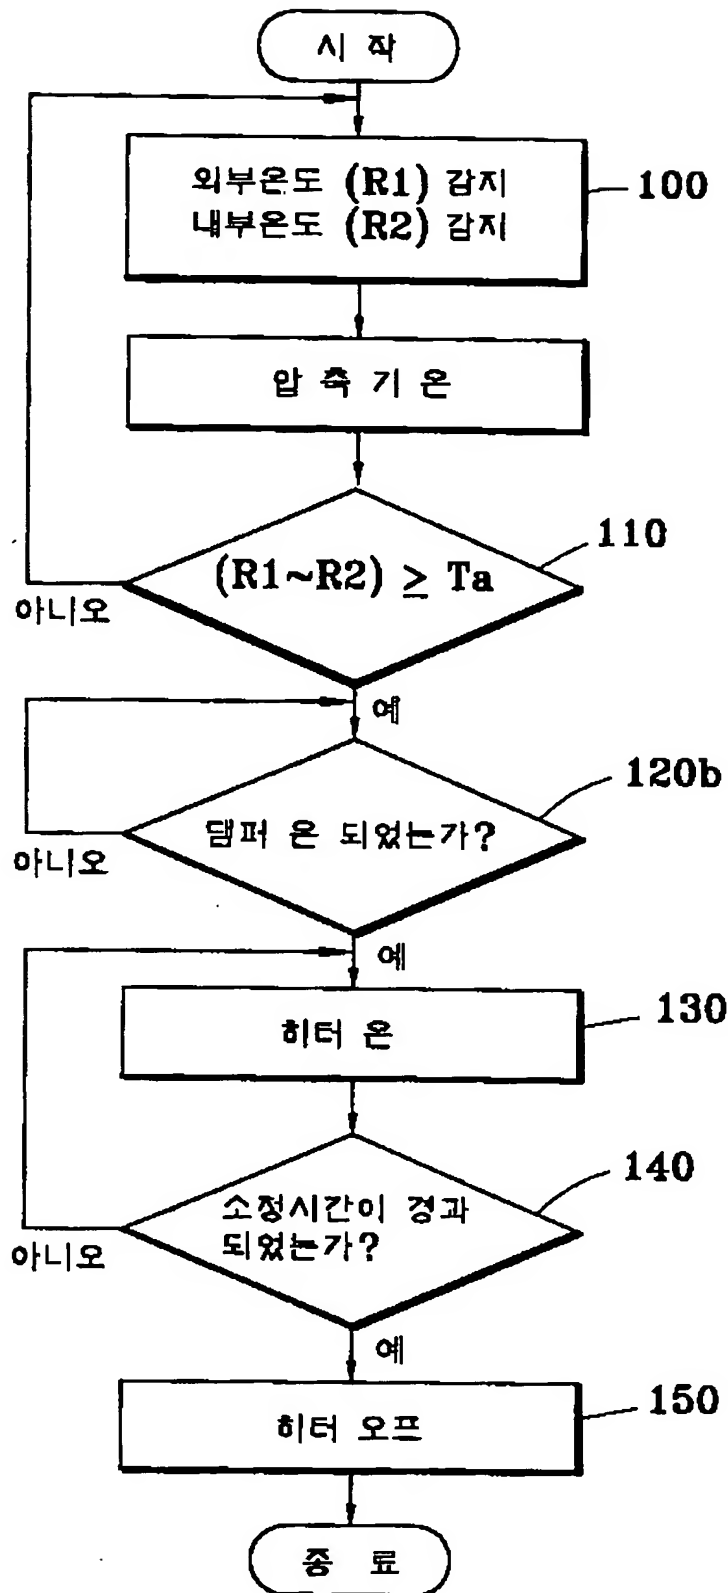 시 작
외부온도 (R1) 감지
내부온도 (R2) 감지
100
압 축 기 온
(R1~R2) ≥ Ta
110
아니오
예
댐퍼 온 되었는가?
120b
아니오
예
히터 온
130
소정시간이 경과
되었는가?
140
아니오
예
히터 오프
150
종 료